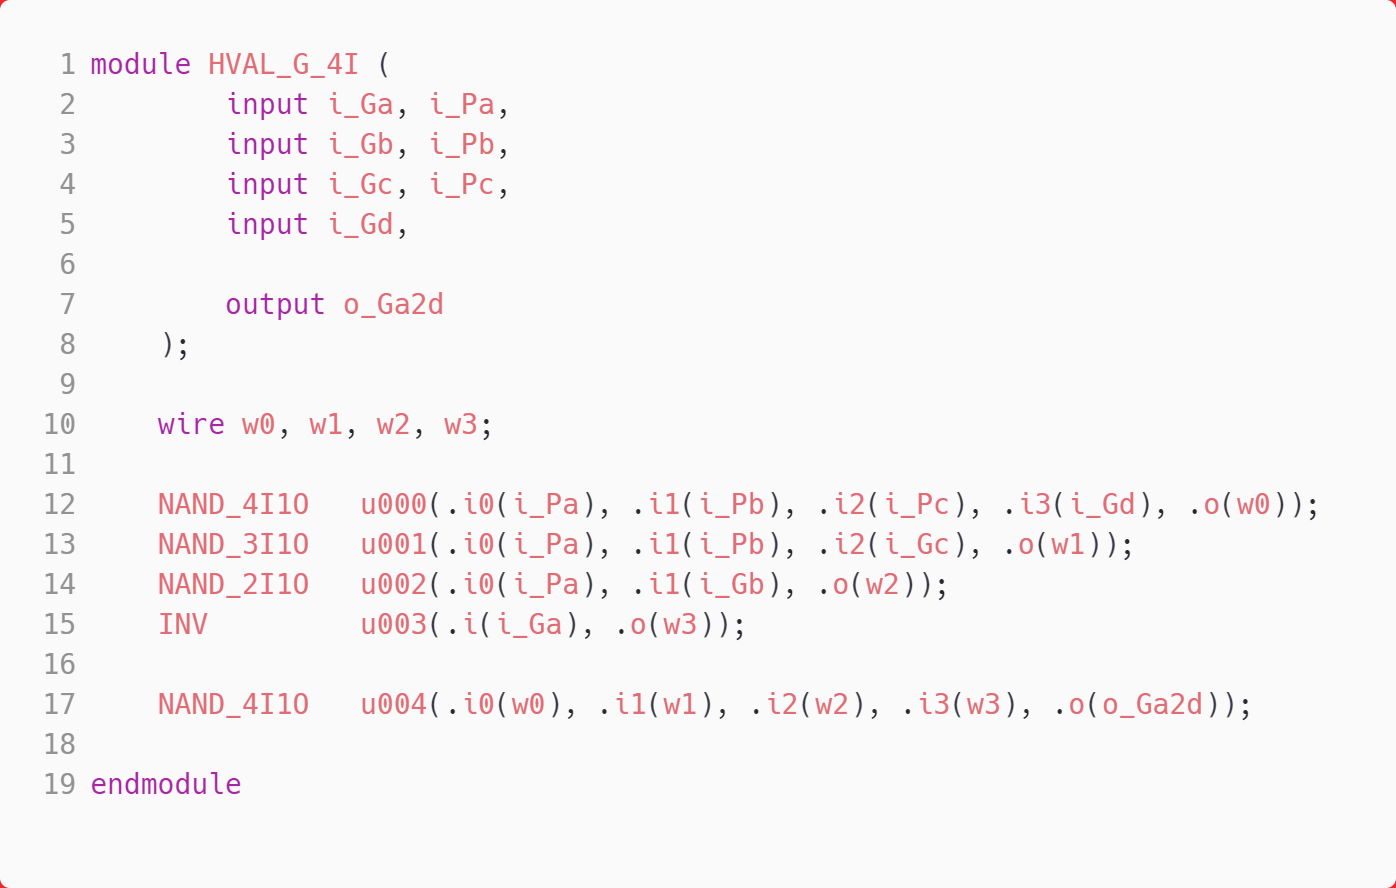 1 module HVAL_G_4I (
2         input i_Ga, i_Pa,
3         input i_Gb, i_Pb,
4         input i_Gc, i_Pc,
5         input i_Gd,
6
7         output o_Ga2d
8     );
9
10     wire w0, w1, w2, w3;
11
12     NAND_4I1O   u000(.i0(i_Pa), .i1(i_Pb), .i2(i_Pc), .i3(i_Gd), .o(w0));
13     NAND_3I1O   u001(.i0(i_Pa), .i1(i_Pb), .i2(i_Gc), .o(w1));
14     NAND_2I1O   u002(.i0(i_Pa), .i1(i_Gb), .o(w2));
15     INV         u003(.i(i_Ga), .o(w3));
16
17     NAND_4I1O   u004(.i0(w0), .i1(w1), .i2(w2), .i3(w3), .o(o_Ga2d));
18
19 endmodule